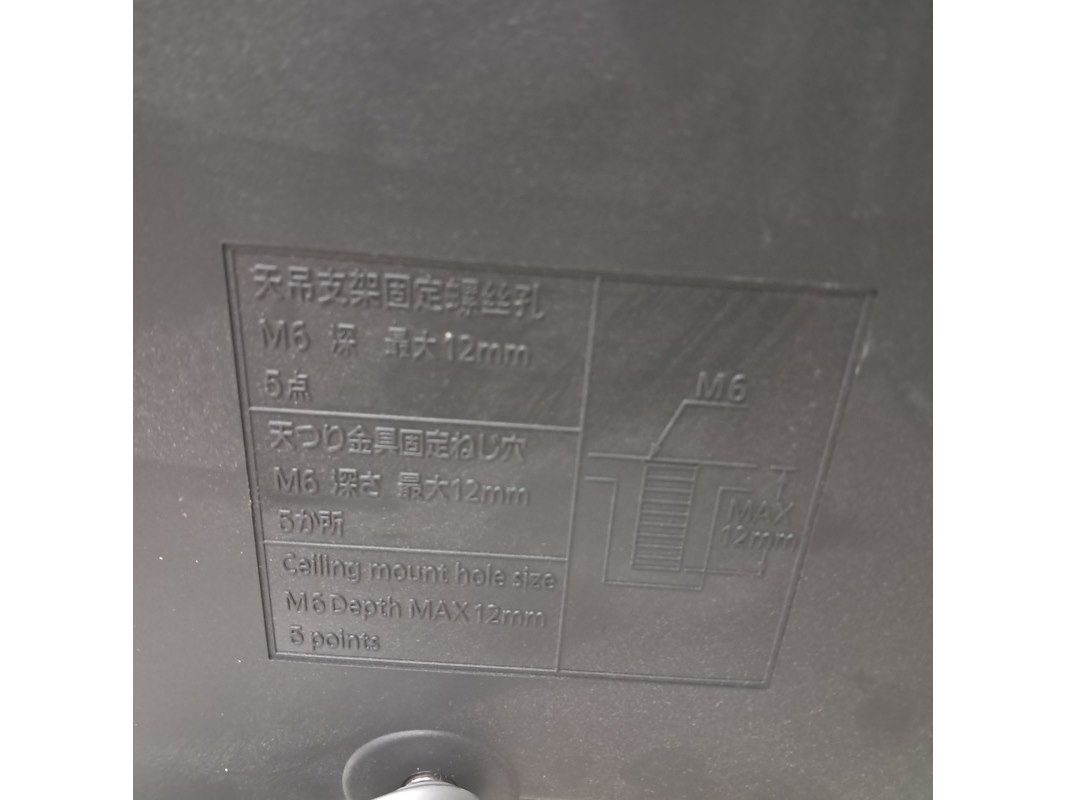 天吊支架固定螺丝孔
M6 深 最大12mm
5点
天つり金具固定ねじ穴
M6 深さ 最大12mm
5か所
Ceiling mount hole size
M6 Depth MAX 12mm
5 points
M6
MAX
12mm